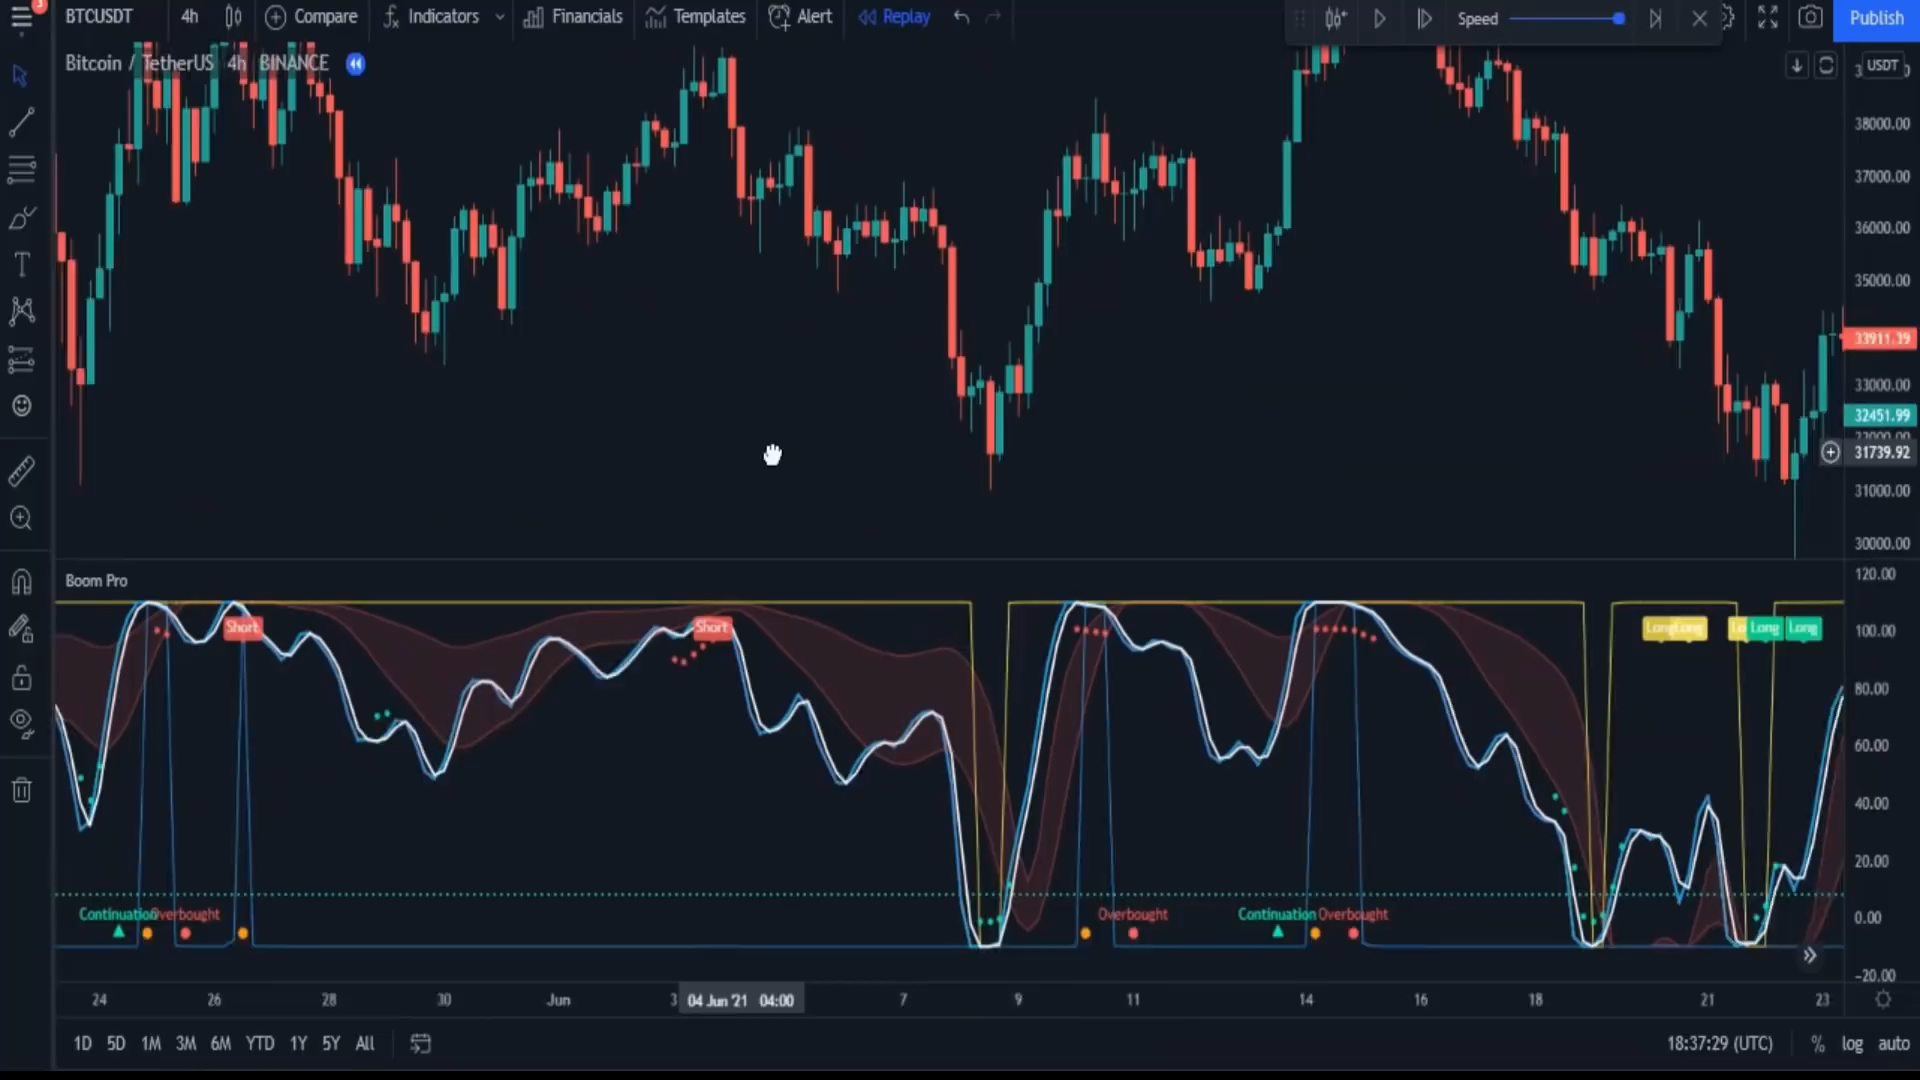 3
BTCUSDT 4h Compare Indicators Financials Templates Alert Replay Speed Publish
Bitcoin / TetherUS 4h BINANCE
USDT
38000.00
37000.00
36000.00
35000.00
33911.39
33000.00
32451.99
31739.92
31000.00
30000.00
Boom Pro
120.00
Short Short Long Long Long
100.00
80.00
60.00
40.00
20.00
Continuation Overbought Overbought Continuation Overbought
0.00
-20.00
24 26 28 30 Jun 3 04 Jun '21 04:00 7 9 11 14 16 18 21 23
1D 5D 1M 3M 6M YTD 1Y 5Y All 18:37:29 (UTC) % log auto